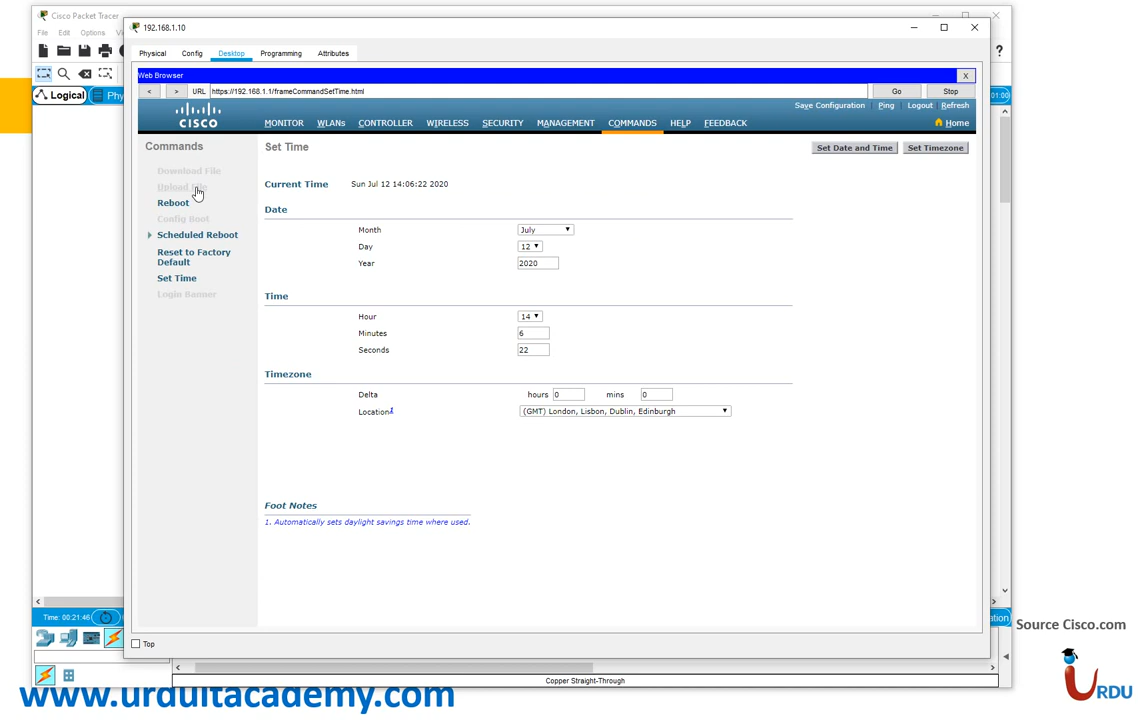 Cisco Packet Tracer
192.168.1.10
File Edit Options
Physical Config Desktop Programming Attributes
?
Web Browser X
< > URL https://192.168.1.1/frameCommandSetTime.html Go Stop
Logical
01:00
Save Configuration | Ping | Logout | Refresh
CISCO
MONITOR WLANs CONTROLLER WIRELESS SECURITY MANAGEMENT COMMANDS HELP FEEDBACK Home
Commands
Set Time
Set Date and Time Set Timezone
Download File
Upload File
Reboot
Config Boot
Scheduled Reboot
Reset to Factory
Default
Set Time
Login Banner
Current Time Sun Jul 12 14:06:22 2020
Date
Month July
Day 12
Year 2020
Time
Hour 14
Minutes 6
Seconds 22
Timezone
Delta hours 0 mins 0
Location1 (GMT) London, Lisbon, Dublin, Edinburgh
Foot Notes
1. Automatically sets daylight savings time where used.
Time: 00:21:46
Top
Copper Straight-Through
Source Cisco.com
URDU
www.urduitacademy.com